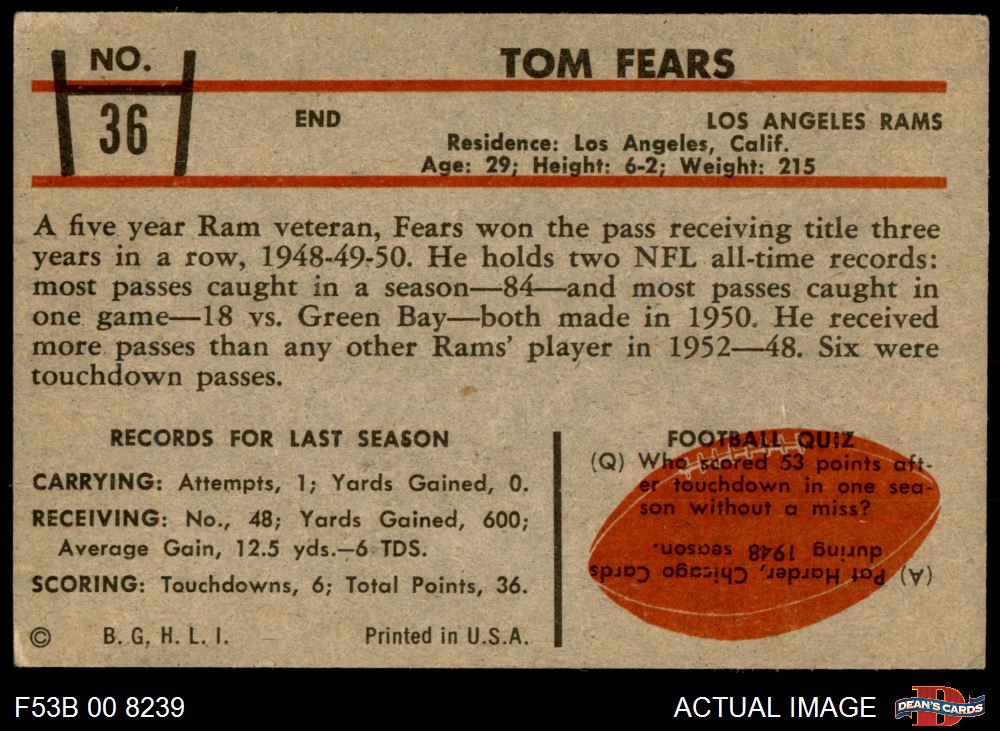 NO.
36
TOM FEARS
END
LOS ANGELES RAMS
Residence: Los Angeles, Calif.
Age: 29; Height: 6-2; Weight: 215
A five year Ram veteran, Fears won the pass receiving title three
years in a row, 1948-49-50. He holds two NFL all-time records:
most passes caught in a season—84—and most passes caught in
one game—18 vs. Green Bay—both made in 1950. He received
more passes than any other Rams' player in 1952—48. Six were
touchdown passes.
RECORDS FOR LAST SEASON
CARRYING: Attempts, 1; Yards Gained, 0.
RECEIVING: No., 48; Yards Gained, 600;
Average Gain, 12.5 yds.—6 TDS.
SCORING: Touchdowns, 6; Total Points, 36.
© B. G. H. L. I. Printed in U.S.A.
FOOTBALL QUIZ
(Q) Who scored 53 points aft-
er touchdown in one sea-
son without a miss?
(A) Pat Harder, Chicago Cards
during 1948 season.
F53B 00 8239
ACTUAL IMAGE
DEAN'S CARDS